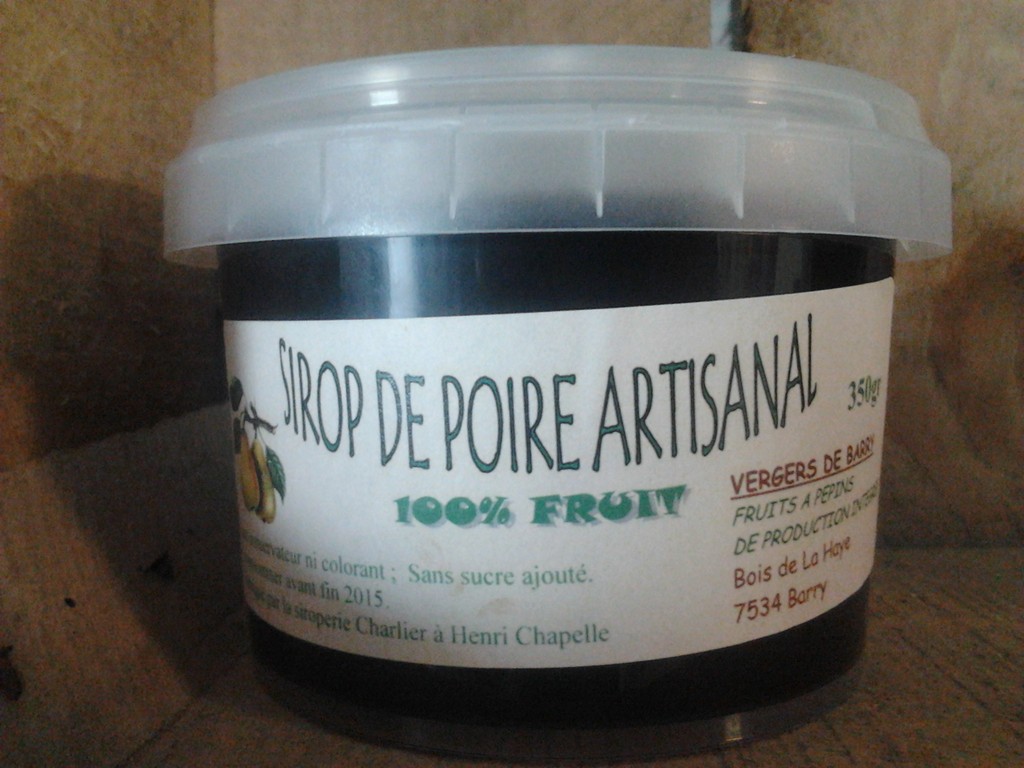 SIROP DE POIRE ARTISANAL
350gr
100% FRUIT
ni colorant ; Sans sucre ajouté.
avant fin 2015
par la siroperie Charlier à Henri Chapelle
VERGERS DE BARRY
FRUITS A PEPINS
DE PRODUCTION
Bois de La Haye
7534 Barry